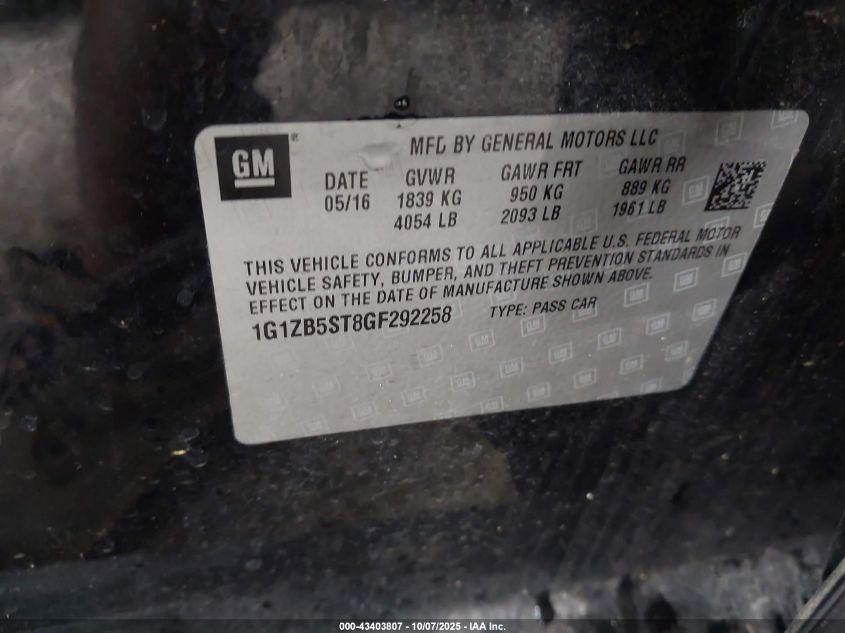 GM
MFD BY GENERAL MOTORS LLC
DATE GVWR GAWR FRT GAWR RR
05/16 1839 KG 950 KG 889 KG
4054 LB 2093 LB 1961 LB
THIS VEHICLE CONFORMS TO ALL APPLICABLE U.S. FEDERAL MOTOR
VEHICLE SAFETY, BUMPER, AND THEFT PREVENTION STANDARDS IN
EFFECT ON THE DATE OF MANUFACTURE SHOWN ABOVE.
1G1ZB5ST8GF292258 TYPE: PASS CAR
000-43403807 - 10/07/2025 - IAA Inc.